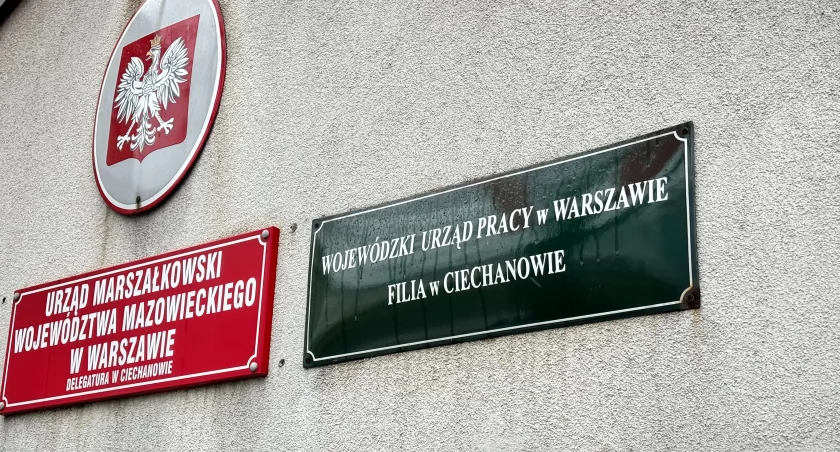 URZĄD MARSZAŁKOWSKI
WOJEWÓDZTWA MAZOWIECKIEGO
W WARSZAWIE
DELEGATURA W CIECHANOWIE
WOJEWÓDZKI URZĄD PRACY w WARSZAWIE
FILIA w CIECHANOWIE